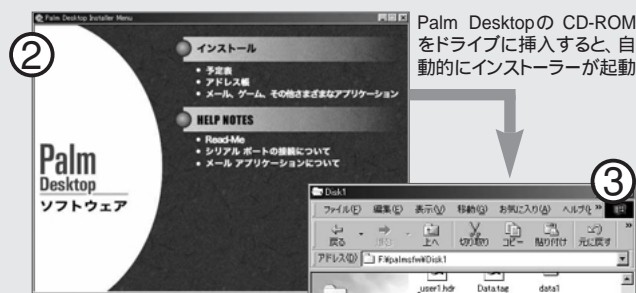 Palm Desktop Installer Menu
②
インストール
• 予定表
• アドレス帳
• メール、ゲーム、その他さまざまなアプリケーション
HELP NOTES
• Read-Me
• シリアル ポートの接続について
• メール アプリケーションについて
Palm
Desktop
ソフトウェア
Palm Desktopの CD-ROM
をドライブに挿入すると、自
動的にインストーラーが起動
③
Disk1
ファイル(F) 編集(E) 表示(V) 移動(G) お気に入り(A) ヘルプ( »
戻る 進む 上へ 切り取り コピー 貼り付け 元に戻す »
アドレス(D) F:¥palmsfw¥Disk1
_user1.hdr Data.tag data1